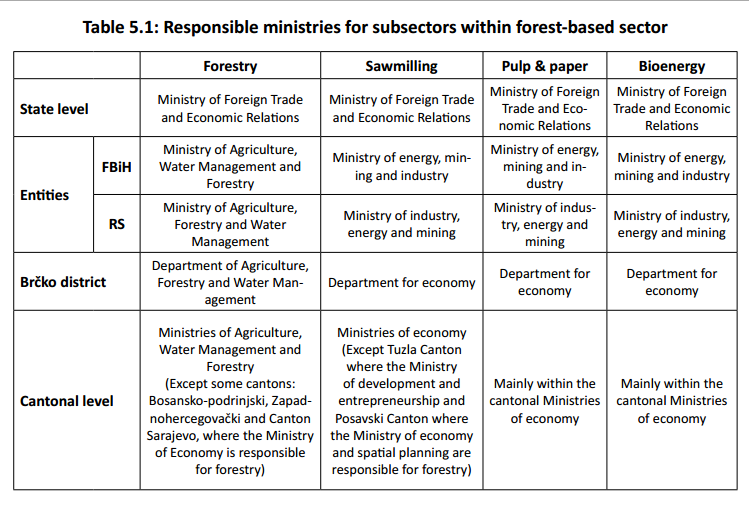 Table 5.1: Responsible ministries for subsectors within forest-based sector
Forestry
Sawmilling
Pulp & paper
Bioenergy
State level
Ministry of Foreign Trade
and Economic Relations
Ministry of Foreign Trade
and Economic Relations
Ministry of Foreign
Trade and Eco-
nomic Relations
Ministry of Foreign
Trade and Economic
Relations
Entities
FBiH
Ministry of Agriculture,
Water Management and
Forestry
Ministry of energy, min-
ing and industry
Ministry of energy,
mining and in-
dustry
Ministry of energy,
mining and industry
RS
Ministry of Agriculture,
Forestry and Water
Management
Ministry of industry,
energy and mining
Ministry of indus-
try, energy and
mining
Ministry of industry,
energy and mining
Brčko district
Department of Agriculture,
Forestry and Water Man-
agement
Department for economy
Department for
economy
Department for
economy
Cantonal level
Ministries of Agriculture,
Water Management and
Forestry
(Except some cantons:
Bosansko-podrinjski, Zapad-
nohercegovački and Canton
Sarajevo, where the Ministry
of Economy is responsible
for forestry)
Ministries of economy
(Except Tuzla Canton
where the Ministry
of development and
entrepreneurship and
Posavski Canton where
the Ministry of economy
and spatial planning are
responsible for forestry)
Mainly within the
cantonal Ministries
of economy
Mainly within the
cantonal Ministries
of economy